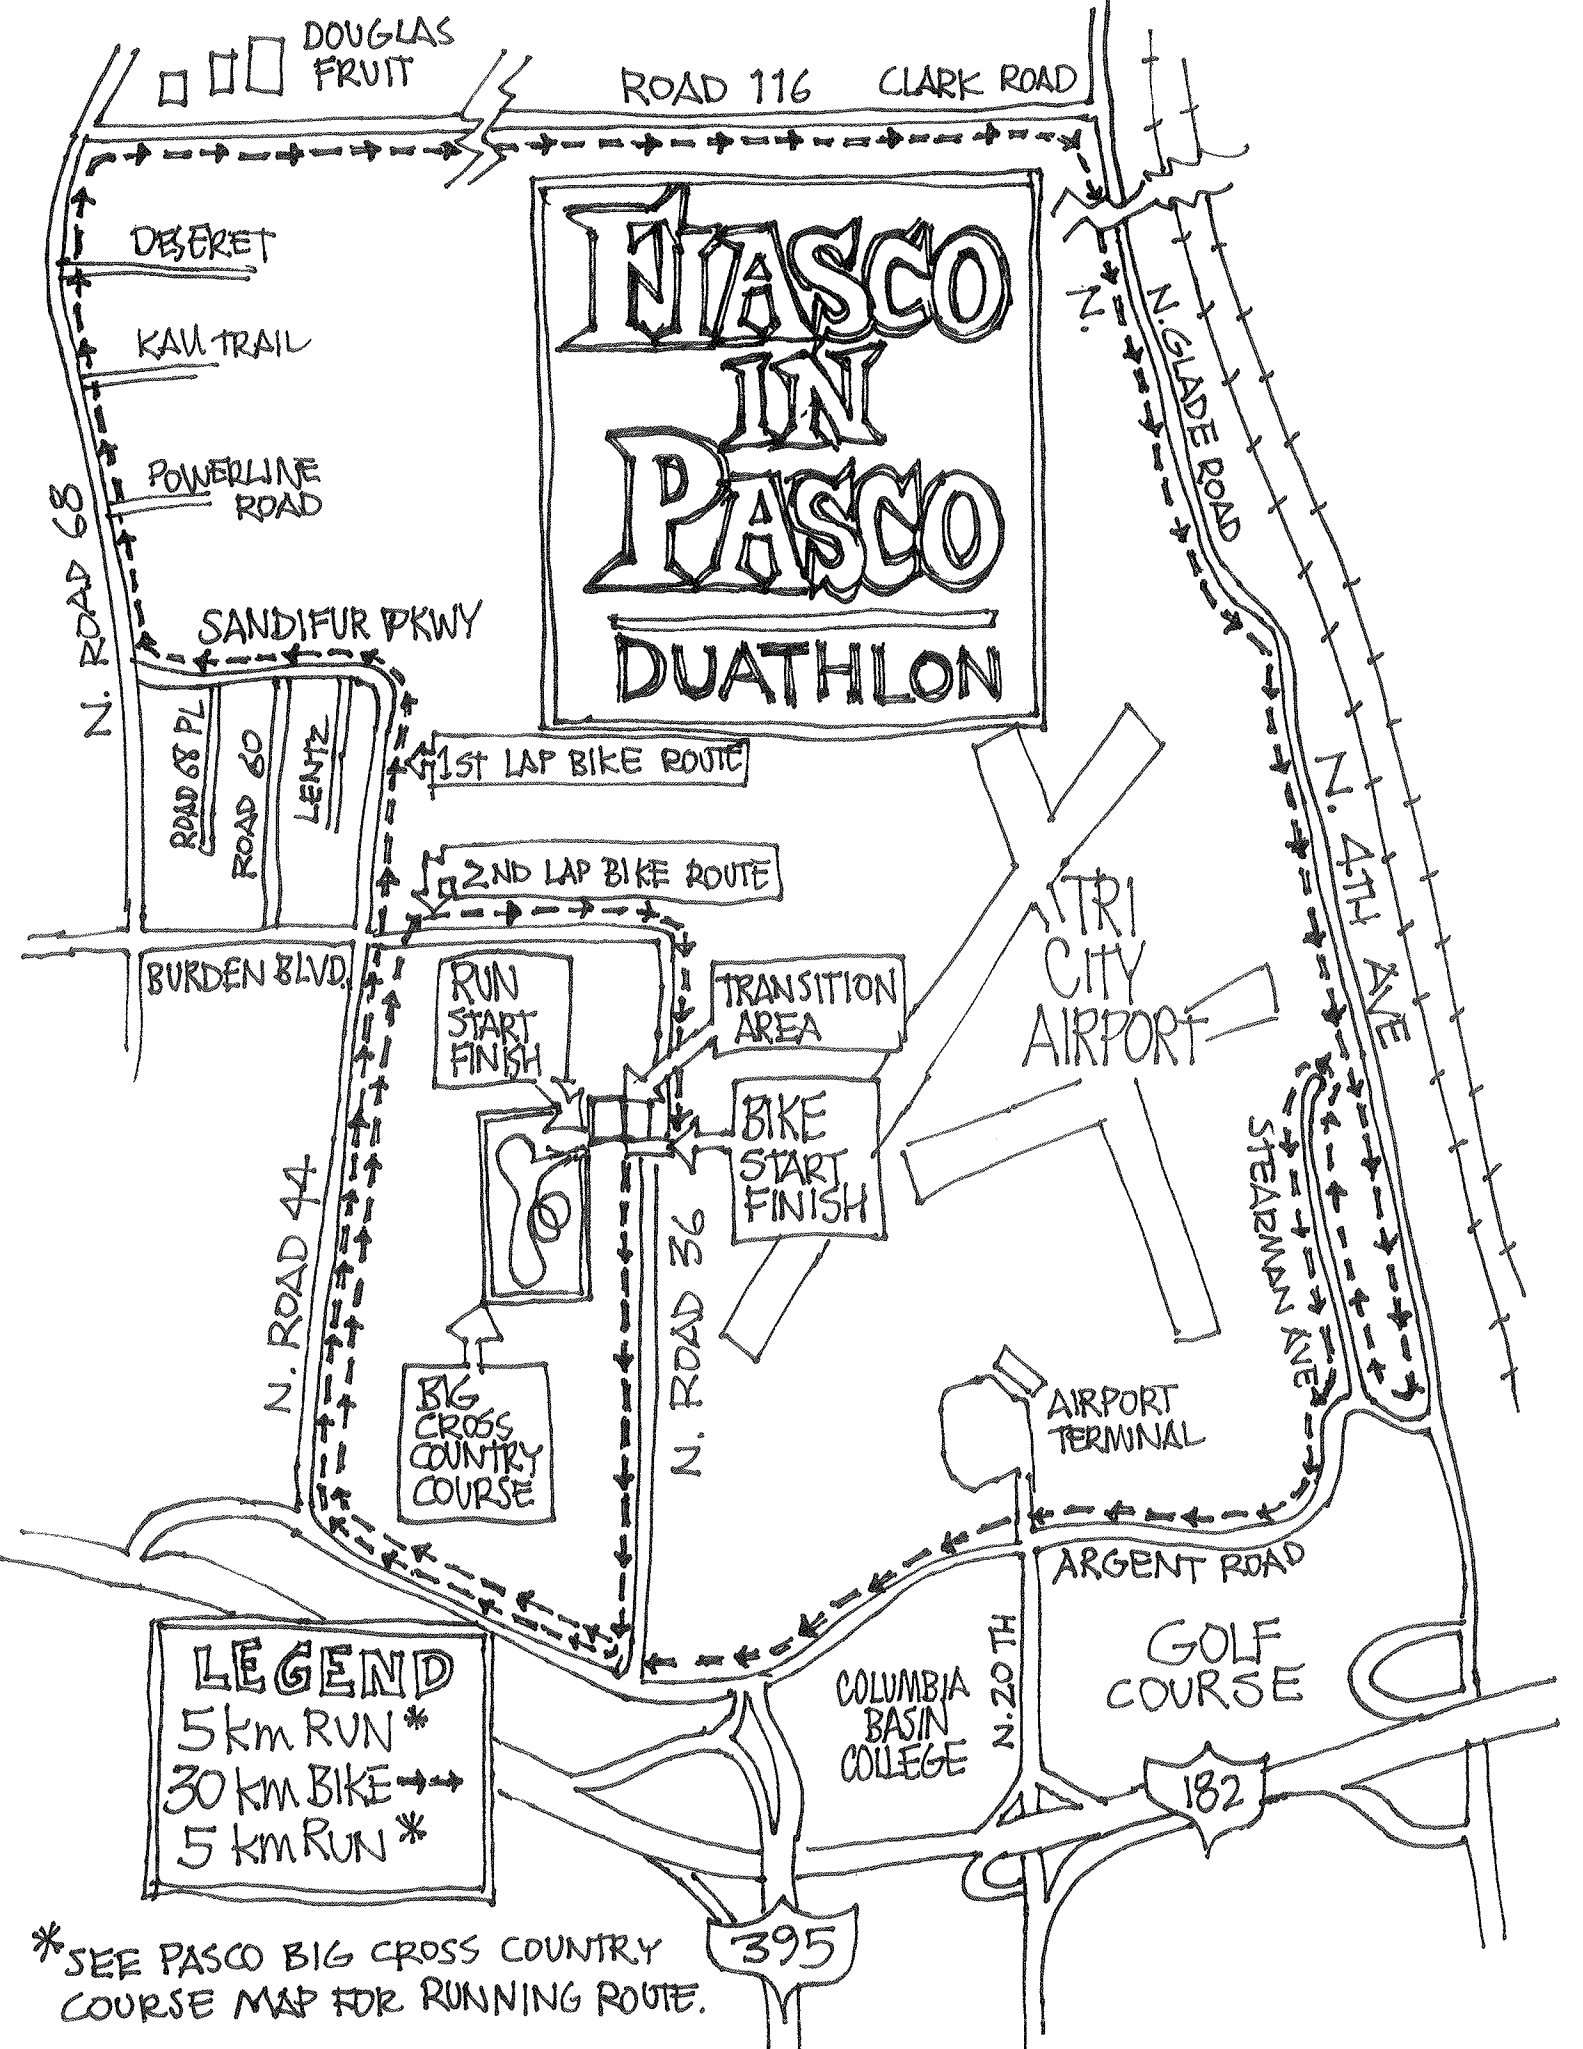 DOUGLAS
FRUIT
ROAD 116
CLARK ROAD
DESERET
KAU TRAIL
POWERLINE
ROAD
N. ROAD 68
SANDIFUR PKWY
FIASCO
IN
PASCO
DUATHLON
N.
N. GLADE ROAD
ROAD 68 PL
ROAD 60
LENTZ
1ST LAP BIKE ROUTE
2ND LAP BIKE ROUTE
N. 4TH AVE
TRI
CITY
AIRPORT
BURDEN BLVD.
RUN
START
FINISH
TRANSITION
AREA
BIKE
START
FINISH
STEARMAN AVE
N. ROAD 44
N. ROAD 36
BIG
CROSS
COUNTRY
COURSE
AIRPORT
TERMINAL
ARGENT ROAD
N. 20TH
GOLF
COURSE
COLUMBIA
BASIN
COLLEGE
182
395
LEGEND
5 km RUN*
30 km BIKE
5 km RUN*
*SEE PASCO BIG CROSS COUNTRY
COURSE MAP FOR RUNNING ROUTE.